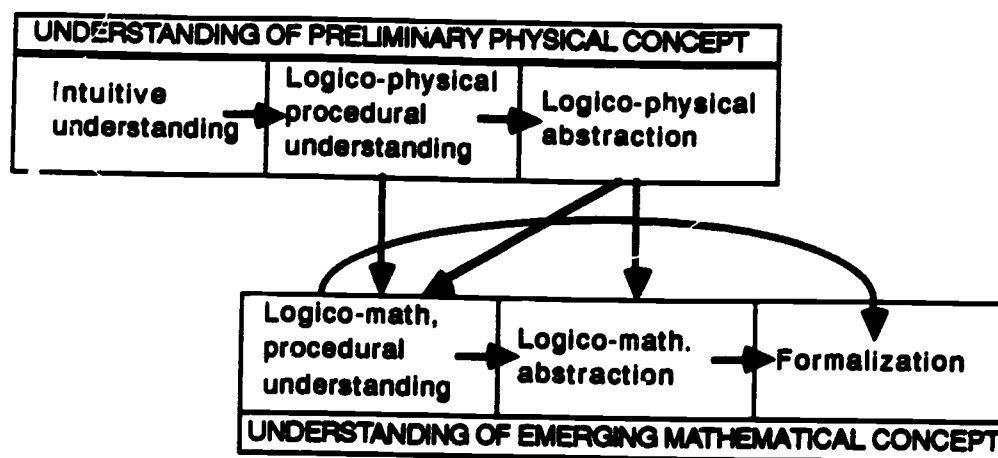 UNDERSTANDING OF PRELIMINARY PHYSICAL CONCEPT
Intuitive
understanding
Logico-physical
procedural
understanding
Logico-physical
abstraction
Logico-math,
procedural
understanding
Logico-math.
abstraction
Formalization
UNDERSTANDING OF EMERGING MATHEMATICAL CONCEPT